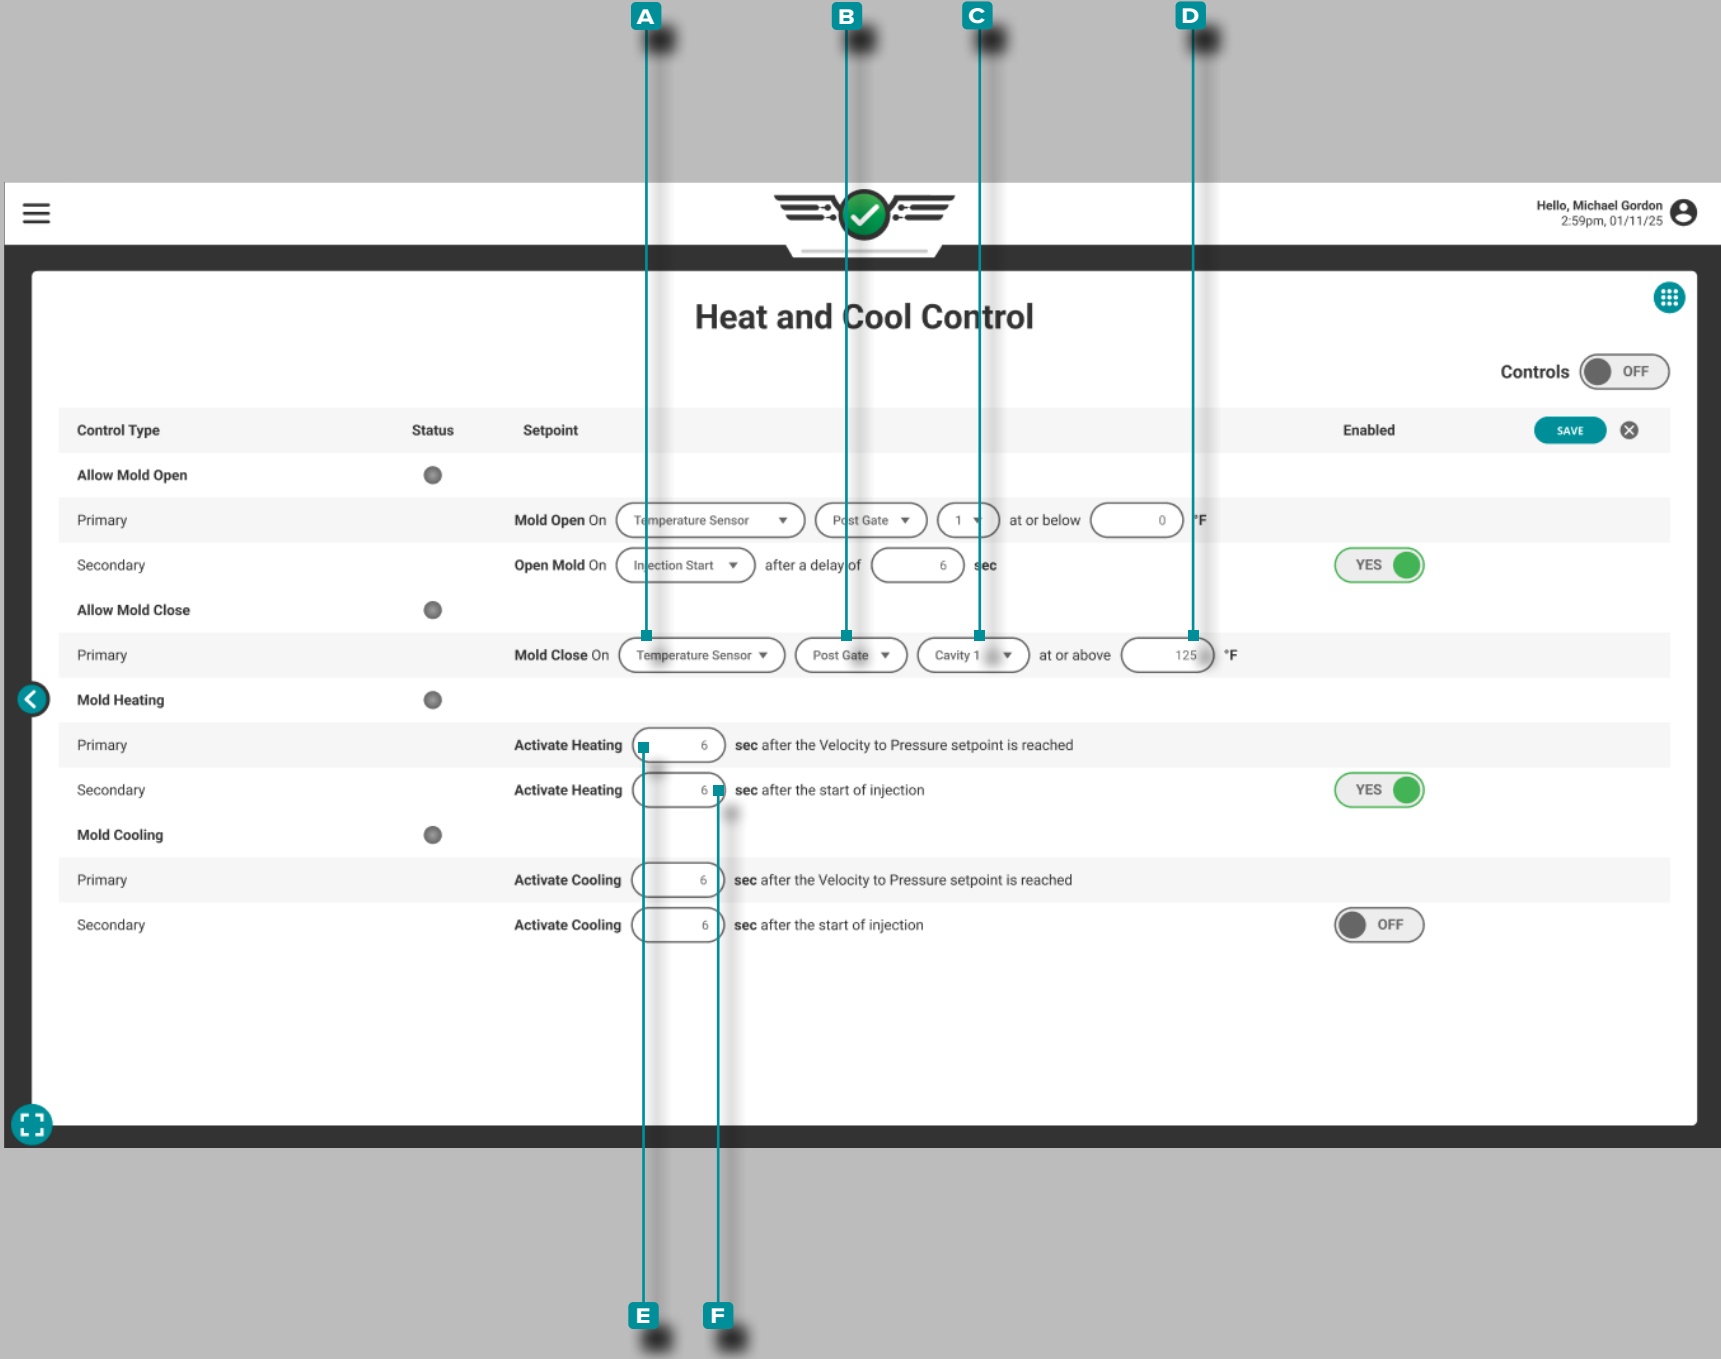 A B C D
Hello, Michael Gordon
2:59pm, 01/11/25
Heat and Cool Control
Controls OFF
Control Type Status Setpoint Enabled SAVE
Allow Mold Open
Primary Mold Open On Temperature Sensor Post Gate 1 at or below 0 °F
Secondary Open Mold On Injection Start after a delay of 6 sec YES
Allow Mold Close
Primary Mold Close On Temperature Sensor Post Gate Cavity 1 at or above 125 °F
Mold Heating
Primary Activate Heating 6 sec after the Velocity to Pressure setpoint is reached
Secondary Activate Heating 6 sec after the start of injection YES
Mold Cooling
Primary Activate Cooling 6 sec after the Velocity to Pressure setpoint is reached
Secondary Activate Cooling 6 sec after the start of injection OFF
E F